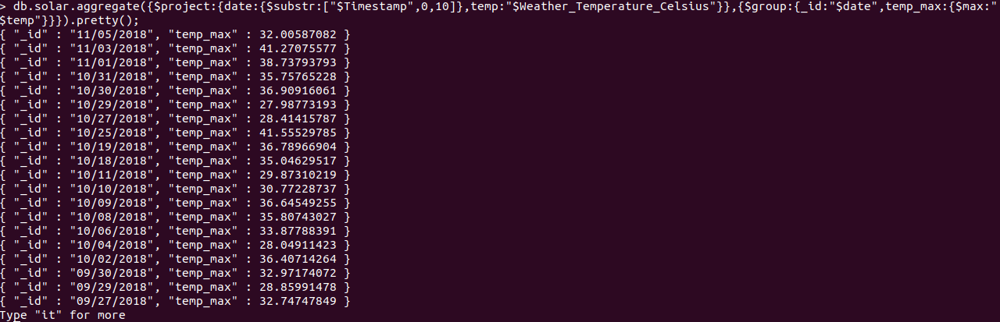 > db.solar.aggregate({$project:{date:{$substr:["$Timestamp",0,10]},temp:"$Weather_Temperature_Celsius"}},{$group:{_id:"$date",temp_max:{$max:"
$temp"}}}).pretty();
{ "_id" : "11/05/2018", "temp_max" : 32.00587082 }
{ "_id" : "11/03/2018", "temp_max" : 41.27075577 }
{ "_id" : "11/01/2018", "temp_max" : 38.73793793 }
{ "_id" : "10/31/2018", "temp_max" : 35.75765228 }
{ "_id" : "10/30/2018", "temp_max" : 36.90916061 }
{ "_id" : "10/29/2018", "temp_max" : 27.98773193 }
{ "_id" : "10/27/2018", "temp_max" : 28.41415787 }
{ "_id" : "10/25/2018", "temp_max" : 41.55529785 }
{ "_id" : "10/19/2018", "temp_max" : 36.78966904 }
{ "_id" : "10/18/2018", "temp_max" : 35.04629517 }
{ "_id" : "10/11/2018", "temp_max" : 29.87310219 }
{ "_id" : "10/10/2018", "temp_max" : 30.77228737 }
{ "_id" : "10/09/2018", "temp_max" : 36.64549255 }
{ "_id" : "10/08/2018", "temp_max" : 35.80743027 }
{ "_id" : "10/06/2018", "temp_max" : 33.87788391 }
{ "_id" : "10/04/2018", "temp_max" : 28.04911423 }
{ "_id" : "10/02/2018", "temp_max" : 36.40714264 }
{ "_id" : "09/30/2018", "temp_max" : 32.97174072 }
{ "_id" : "09/29/2018", "temp_max" : 28.85991478 }
{ "_id" : "09/27/2018", "temp_max" : 32.74747849 }
Type "it" for more